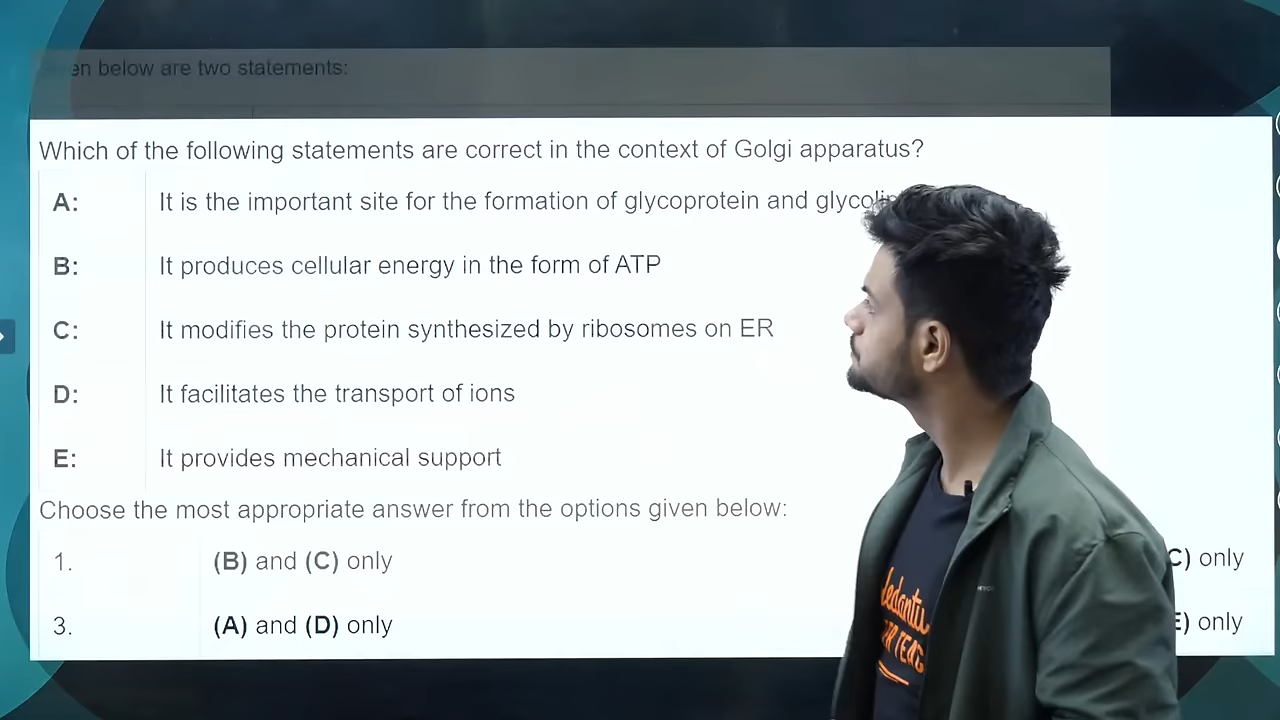 en below are two statements:
Which of the following statements are correct in the context of Golgi apparatus?
A: It is the important site for the formation of glycoprotein and
B: It produces cellular energy in the form of ATP
C: It modifies the protein synthesized by ribosomes on ER
D: It facilitates the transport of ions
E: It provides mechanical support
Choose the most appropriate answer from the options given below:
1. (B) and (C) only C) only
3. (A) and (D) only E) only